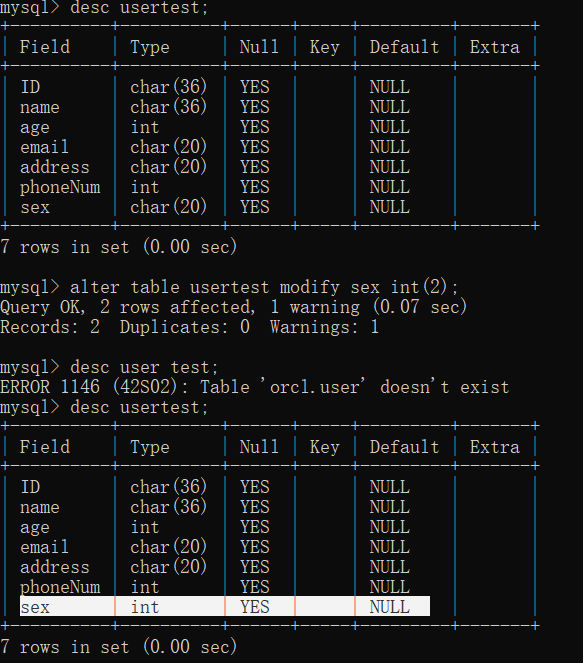 mysql> desc usertest;
+----------+----------+------+-----+---------+-------+
| Field    | Type     | Null | Key | Default | Extra |
+----------+----------+------+-----+---------+-------+
| ID       | char(36) | YES  |     | NULL    |       |
| name     | char(36) | YES  |     | NULL    |       |
| age      | int      | YES  |     | NULL    |       |
| email    | char(20) | YES  |     | NULL    |       |
| address  | char(20) | YES  |     | NULL    |       |
| phoneNum | int      | YES  |     | NULL    |       |
| sex      | char(20) | YES  |     | NULL    |       |
+----------+----------+------+-----+---------+-------+
7 rows in set (0.00 sec)

mysql> alter table usertest modify sex int(2);
Query OK, 2 rows affected, 1 warning (0.07 sec)
Records: 2  Duplicates: 0  Warnings: 1

mysql> desc user test;
ERROR 1146 (42S02): Table 'orcl.user' doesn't exist
mysql> desc usertest;
+----------+----------+------+-----+---------+-------+
| Field    | Type     | Null | Key | Default | Extra |
+----------+----------+------+-----+---------+-------+
| ID       | char(36) | YES  |     | NULL    |       |
| name     | char(36) | YES  |     | NULL    |       |
| age      | int      | YES  |     | NULL    |       |
| email    | char(20) | YES  |     | NULL    |       |
| address  | char(20) | YES  |     | NULL    |       |
| phoneNum | int      | YES  |     | NULL    |       |
| sex      | int      | YES  |     | NULL    |       |
+----------+----------+------+-----+---------+-------+
7 rows in set (0.00 sec)